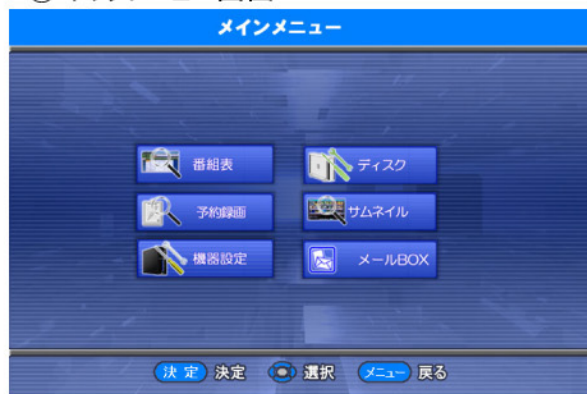 メインメニュー
番組表
ディスク
予約録画
サムネイル
機器設定
メールBOX
決定 決定 選択 メニュー 戻る